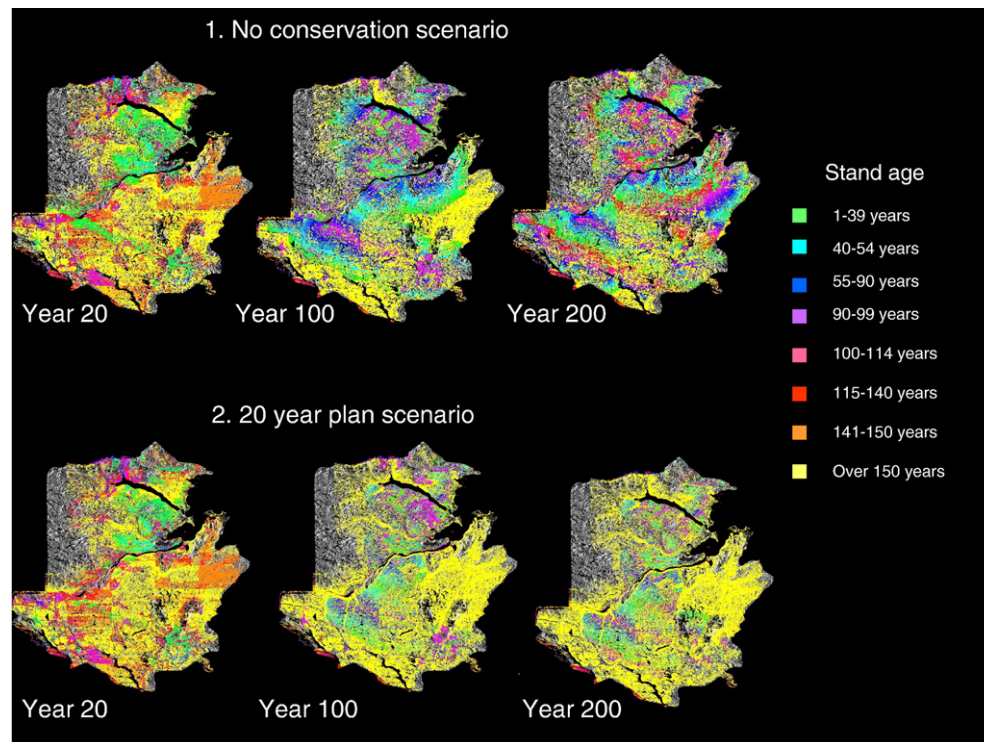 1. No conservation scenario
Year 20
Year 100
Year 200
2. 20 year plan scenario
Year 20
Year 100
Year 200
Stand age
1-39 years
40-54 years
55-90 years
90-99 years
100-114 years
115-140 years
141-150 years
Over 150 years